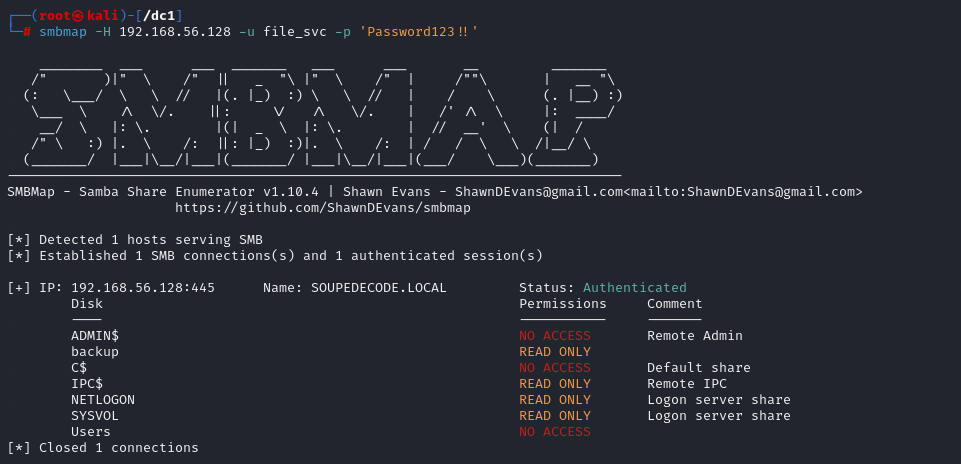 ┌──(root㉿kali)-[/dc1]
└─# smbmap -H 192.168.56.128 -u file_svc -p 'Password123!!'
SMBMAP
SMBMap - Samba Share Enumerator v1.10.4 | Shawn Evans - ShawnDEvans@gmail.com<mailto:ShawnDEvans@gmail.com>
https://github.com/ShawnDEvans/smbmap
[*] Detected 1 hosts serving SMB
[*] Established 1 SMB connections(s) and 1 authenticated session(s)
[+] IP: 192.168.56.128:445 Name: SOUPEDECODE.LOCAL Status: Authenticated
Disk Permissions Comment
---- ----------- -------
ADMIN$ NO ACCESS Remote Admin
backup READ ONLY
C$ NO ACCESS Default share
IPC$ READ ONLY Remote IPC
NETLOGON READ ONLY Logon server share
SYSVOL READ ONLY Logon server share
Users NO ACCESS
[*] Closed 1 connections